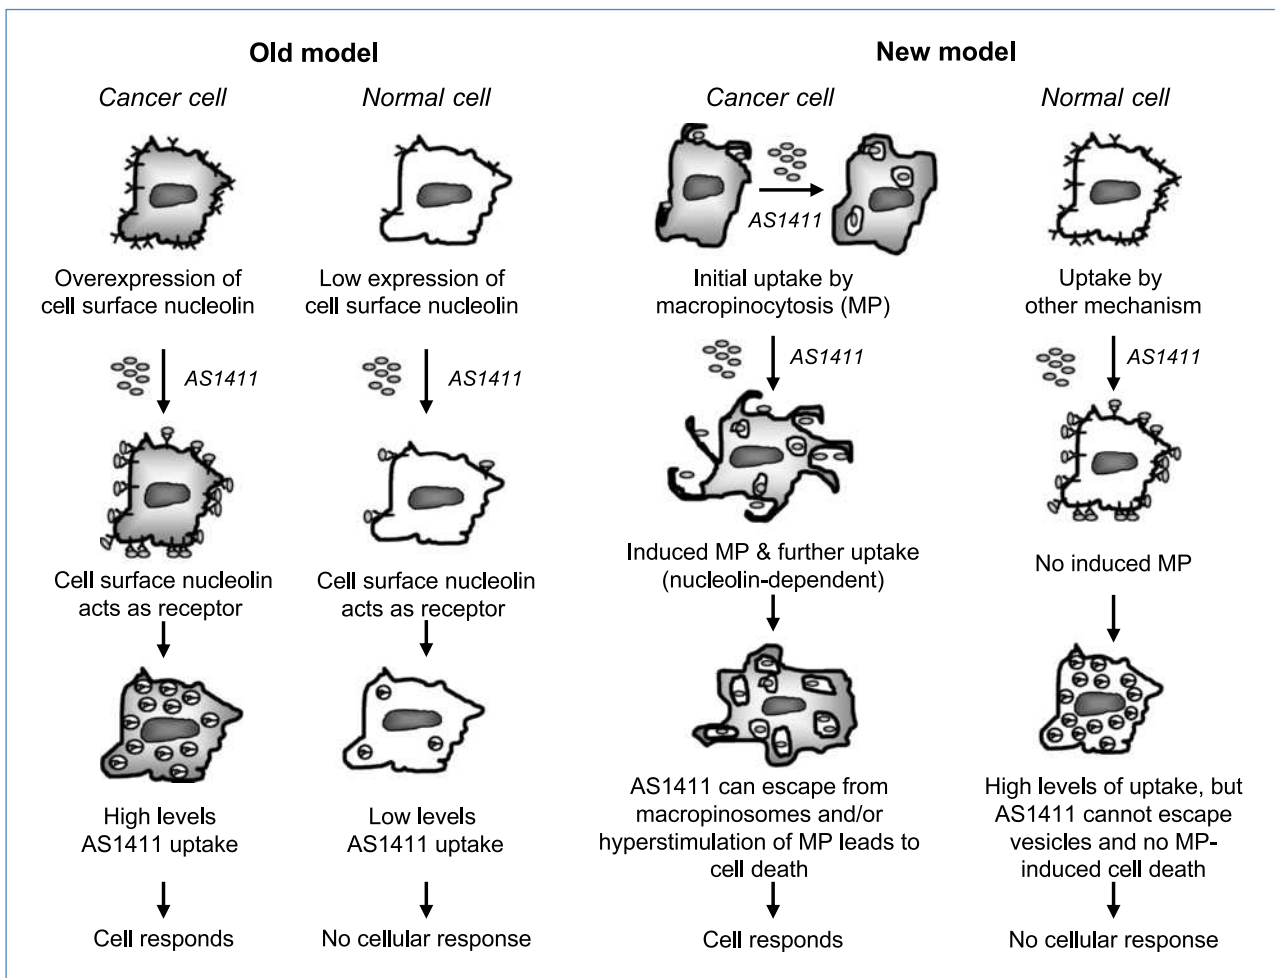 Old model
Cancer cell
Overexpression of
cell surface nucleolin
AS1411
Cell surface nucleolin
acts as receptor
High levels
AS1411 uptake
Cell responds
Normal cell
Low expression of
cell surface nucleolin
AS1411
Cell surface nucleolin
acts as receptor
Low levels
AS1411 uptake
No cellular response
New model
Cancer cell
AS1411
Initial uptake by
macropinocytosis (MP)
AS1411
Induced MP & further uptake
(nucleolin-dependent)
AS1411 can escape from
macropinosomes and/or
hyperstimulation of MP leads to
cell death
Cell responds
Normal cell
Uptake by
other mechanism
AS1411
No induced MP
High levels of uptake, but
AS1411 cannot escape
vesicles and no MP-
induced cell death
No cellular response